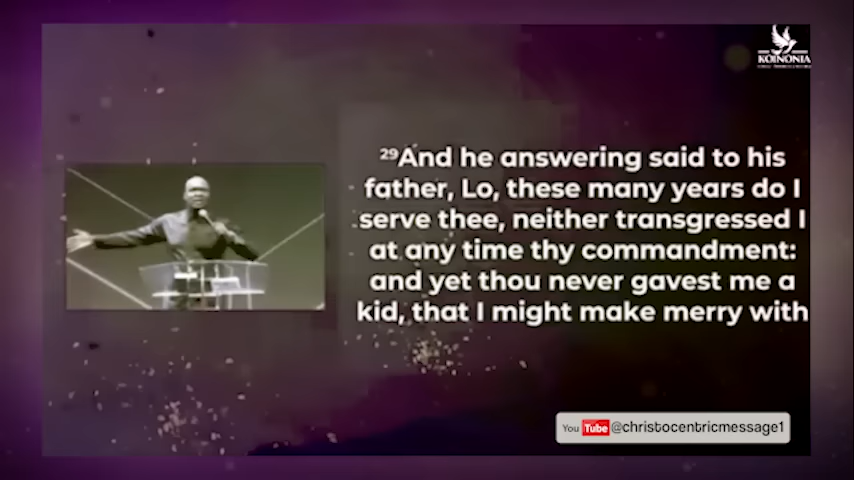 KOINONIA
²⁹And he answering said to his
father, Lo, these many years do I
serve thee, neither transgressed I
at any time thy commandment:
and yet thou never gavest me a
kid, that I might make merry with
You Tube @christocentricmessage1